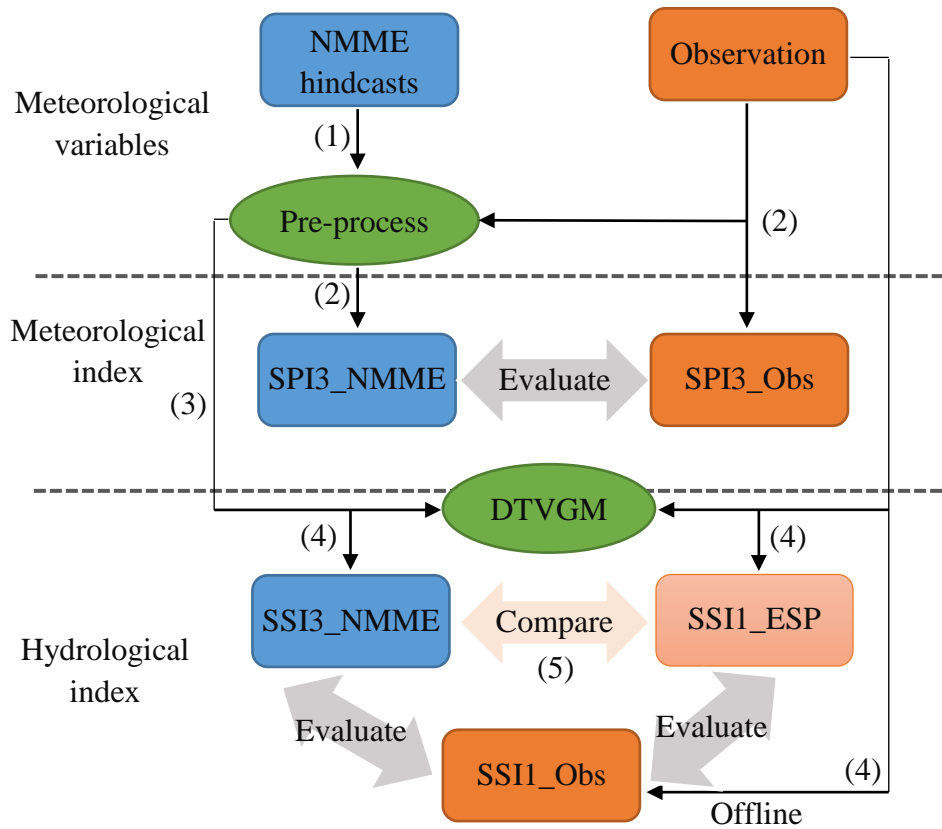 NMME
hindcasts
Observation
Meteorological
variables
(1)
Pre-process
(2)
(2)
Meteorological
index
SPI3_NMME
Evaluate
SPI3_Obs
(3)
DTVGM
(4)
(4)
SSI3_NMME
Compare
SSI1_ESP
(5)
Hydrological
index
Evaluate
Evaluate
SSI1_Obs
(4)
Offline